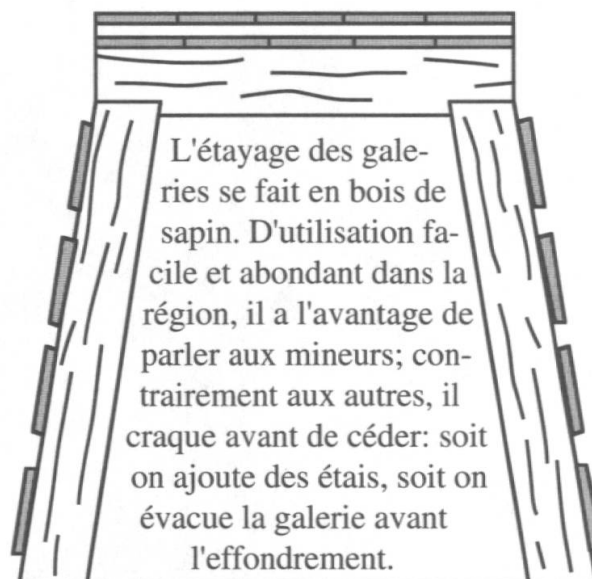 L'étayage des gale-
ries se fait en bois de
sapin. D'utilisation fa-
cile et abondant dans la
région, il a l'avantage de
parler aux mineurs; con-
trairement aux autres, il
craque avant de céder: soit
on ajoute des étais, soit on
évacue la galerie avant
l'effondrement.